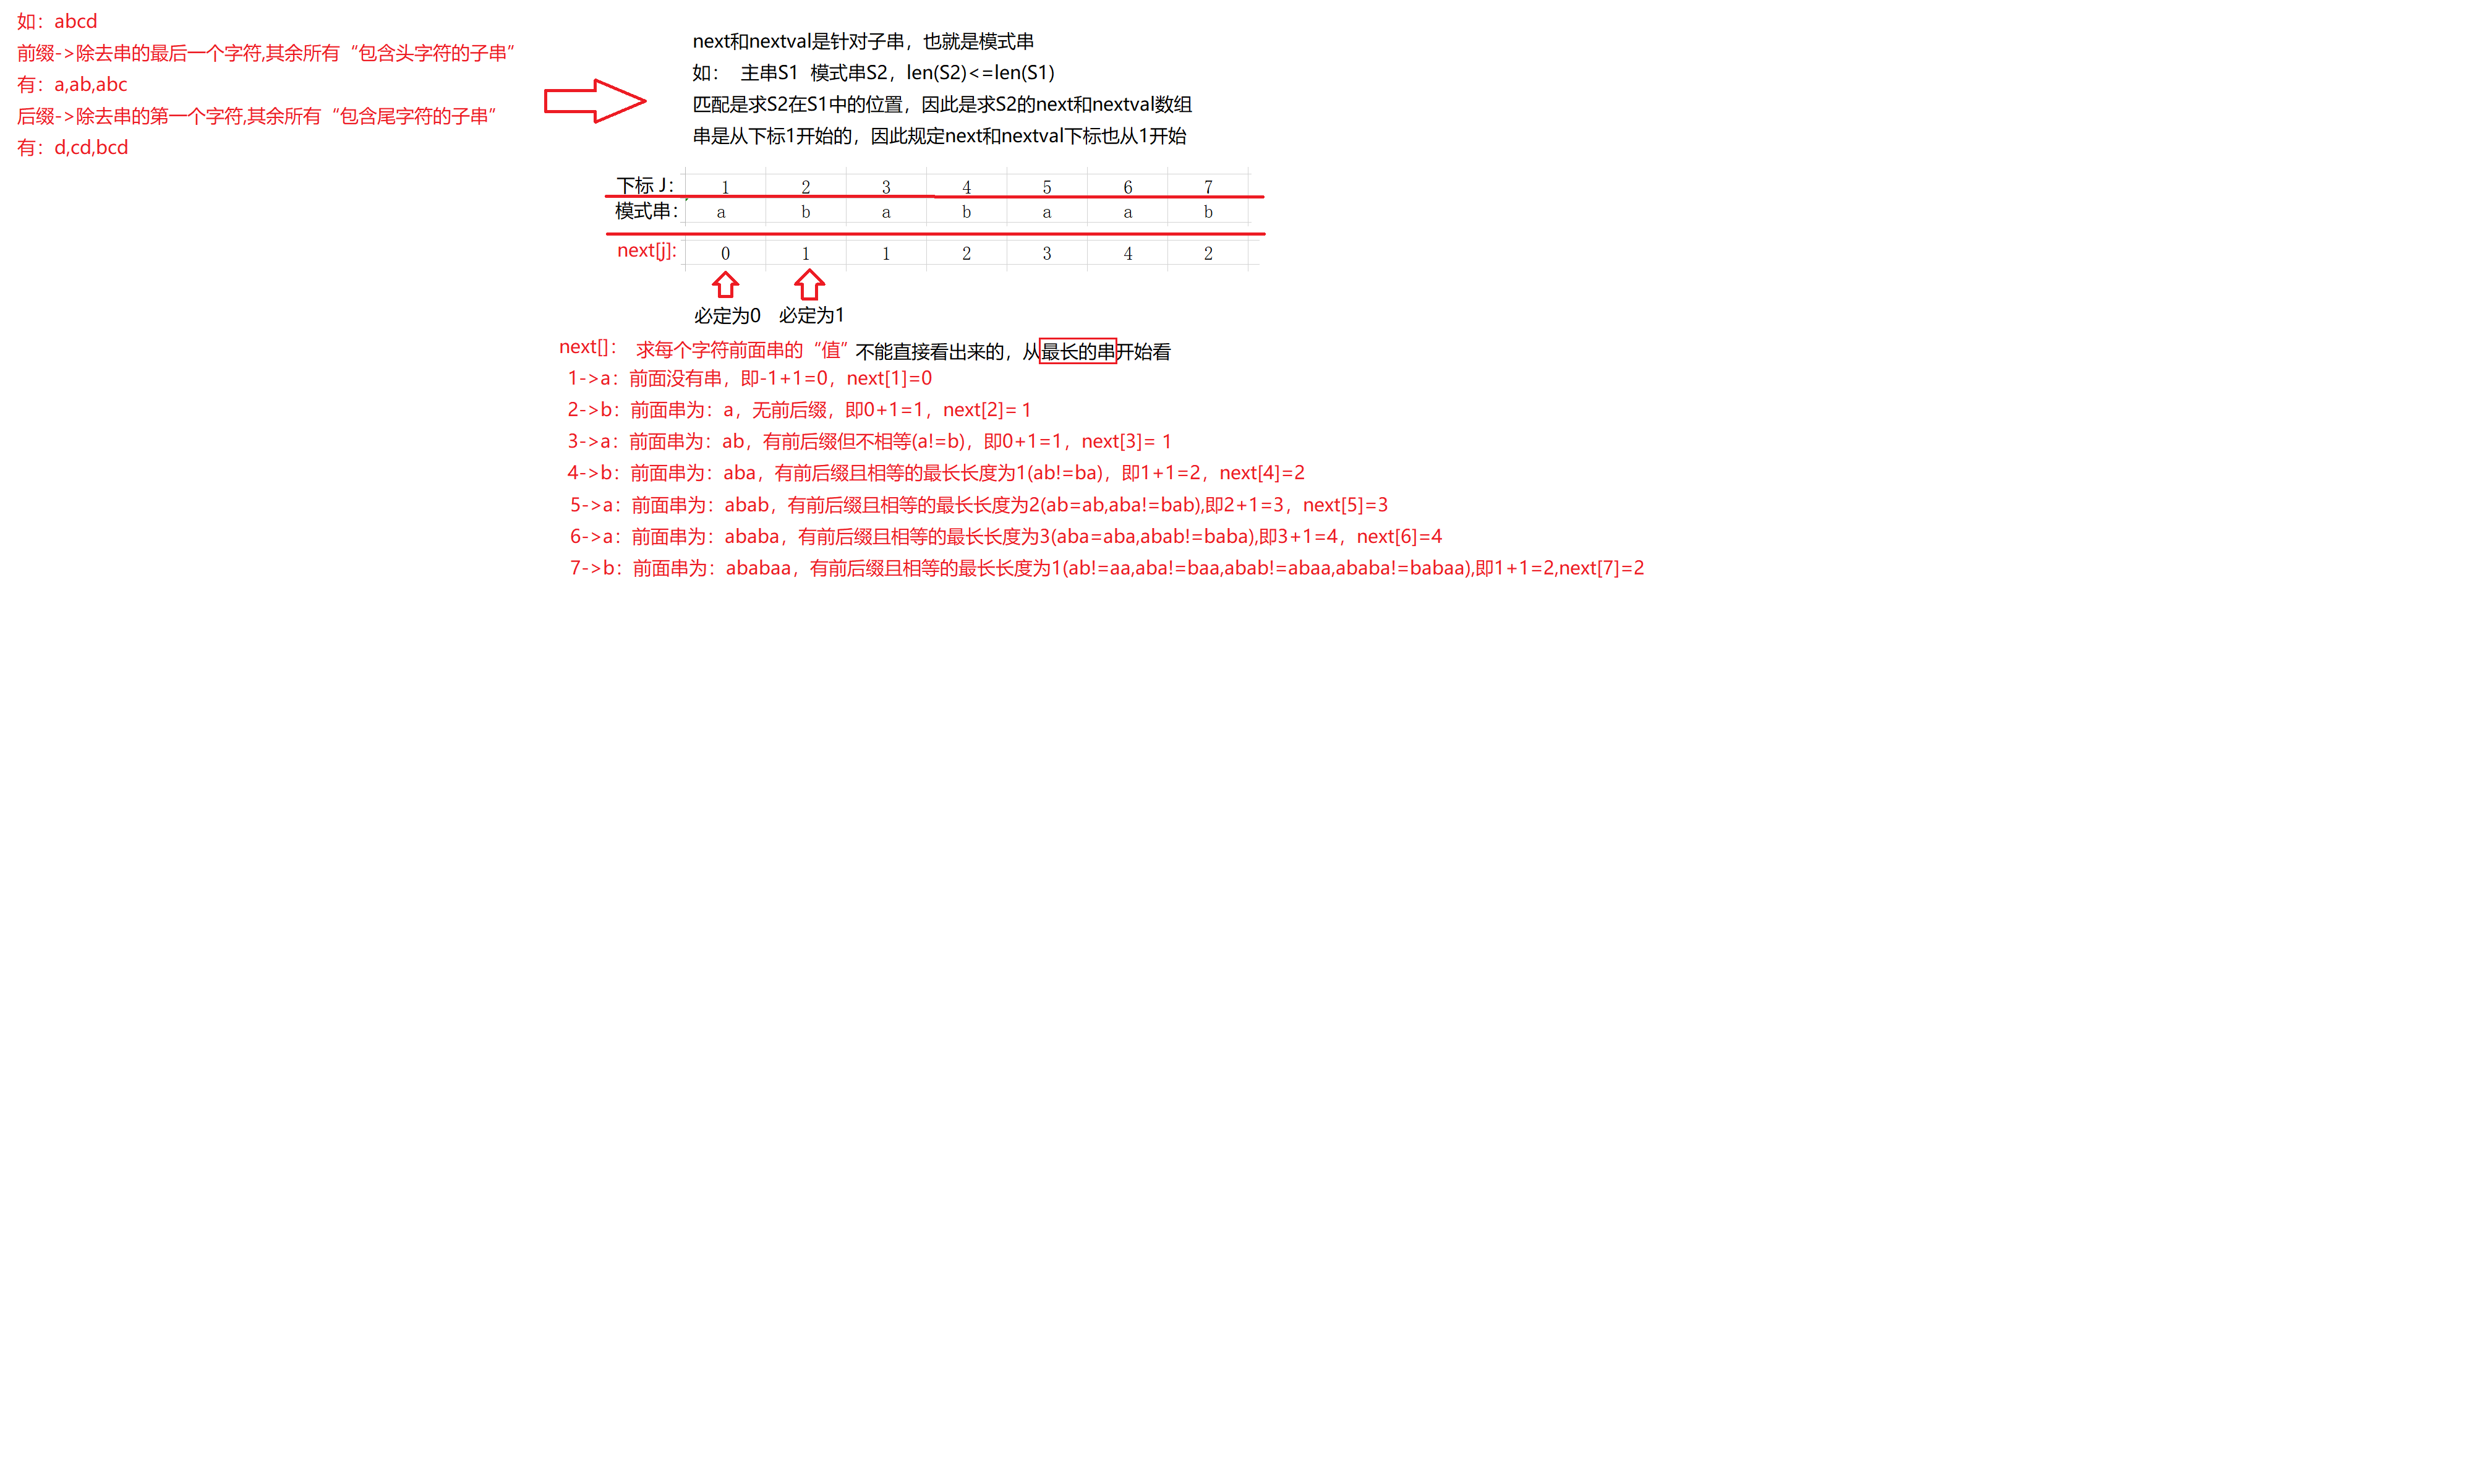 如：abcd
前缀->除去串的最后一个字符,其余所有“包含头字符的子串”
有：a,ab,abc
后缀->除去串的第一个字符,其余所有“包含尾字符的子串”
有：d,cd,bcd
next和nextval是针对子串，也就是模式串
如： 主串S1 模式串S2，len(S2)<=len(S1)
匹配是求S2在S1中的位置，因此是求S2的next和nextval数组
串是从下标1开始的，因此规定next和nextval下标也从1开始
下标 J： 1 2 3 4 5 6 7
模式串： a b a b a a b
next[j]: 0 1 1 2 3 4 2
必定为0 必定为1
next[]： 求每个字符前面串的“值” 不能直接看出来的，从最长的串开始看
1->a：前面没有串，即-1+1=0，next[1]=0
2->b：前面串为：a，无前后缀，即0+1=1，next[2]= 1
3->a：前面串为：ab，有前后缀但不相等(a!=b)，即0+1=1，next[3]= 1
4->b：前面串为：aba，有前后缀且相等的最长长度为1(ab!=ba)，即1+1=2，next[4]=2
5->a：前面串为：abab，有前后缀且相等的最长长度为2(ab=ab,aba!=bab),即2+1=3，next[5]=3
6->a：前面串为：ababa，有前后缀且相等的最长长度为3(aba=aba,abab!=baba),即3+1=4，next[6]=4
7->b：前面串为：ababaa，有前后缀且相等的最长长度为1(ab!=aa,aba!=baa,abab!=abaa,ababa!=babaa),即1+1=2,next[7]=2